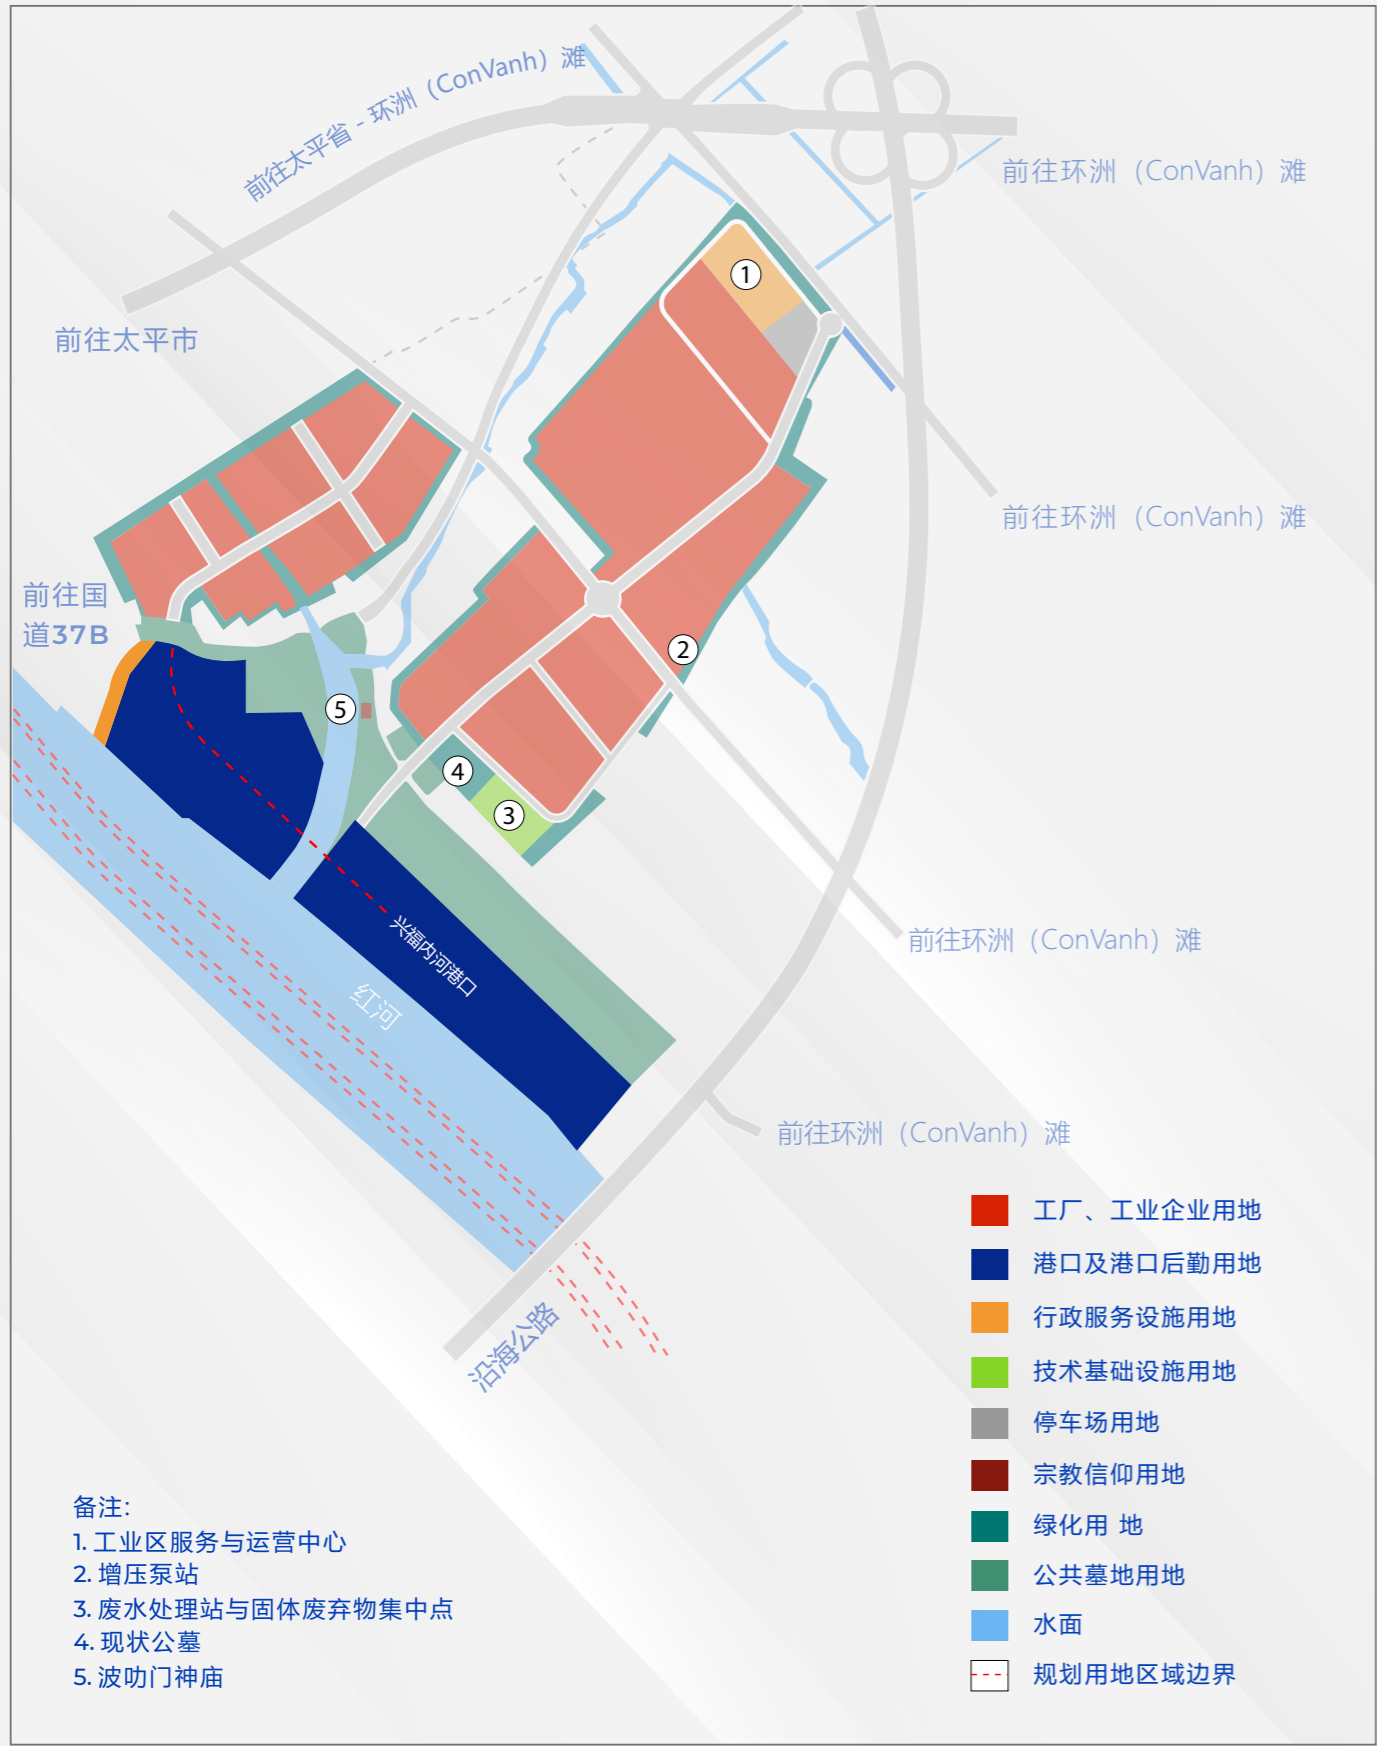 前往太平省 - 环洲（ConVanh）滩
前往环洲（ConVanh）滩
①
前往太平市
前往环洲（ConVanh）滩
前往国
道37B
②
⑤
④
③
兴福内河港口
红河
前往环洲（ConVanh）滩
前往环洲（ConVanh）滩
沿海公路
工厂、工业企业用地
港口及港口后勤用地
行政服务设施用地
技术基础设施用地
停车场用地
宗教信仰用地
绿化用 地
公共墓地用地
水面
规划用地区域边界
备注:
1. 工业区服务与运营中心
2. 增压泵站
3. 废水处理站与固体废弃物集中点
4. 现状公墓
5. 波叻门神庙